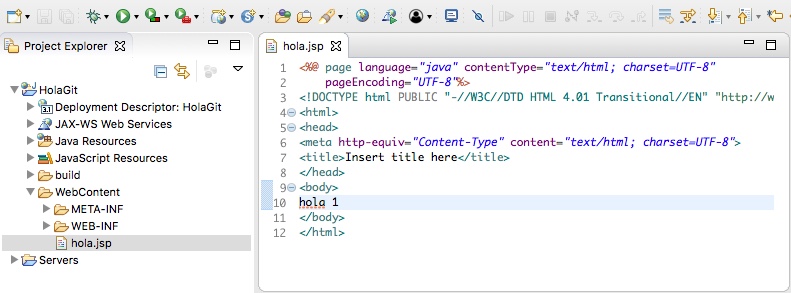 Project Explorer
HolaGit
Deployment Descriptor: HolaGit
JAX-WS Web Services
Java Resources
JavaScript Resources
build
WebContent
META-INF
WEB-INF
hola.jsp
Servers
hola.jsp
1 <%@ page language="java" contentType="text/html; charset=UTF-8"
2 pageEncoding="UTF-8"%>
3 <!DOCTYPE html PUBLIC "-//W3C//DTD HTML 4.01 Transitional//EN" "http://w
4 <html>
5 <head>
6 <meta http-equiv="Content-Type" content="text/html; charset=UTF-8">
7 <title>Insert title here</title>
8 </head>
9 <body>
10 hola 1
11 </body>
12 </html>